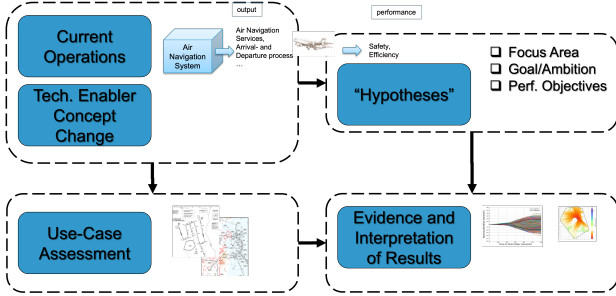 output
performance
Current
Operations
Air
Navigation
System
Air Navigation
Services,
Arrival- and
Departure process
…
Safety,
Efficiency
Tech. Enabler
Concept
Change
"Hypotheses"
❑ Focus Area
❑ Goal/Ambition
❑ Perf. Objectives
Use-Case
Assessment
Evidence and
Interpretation
of Results